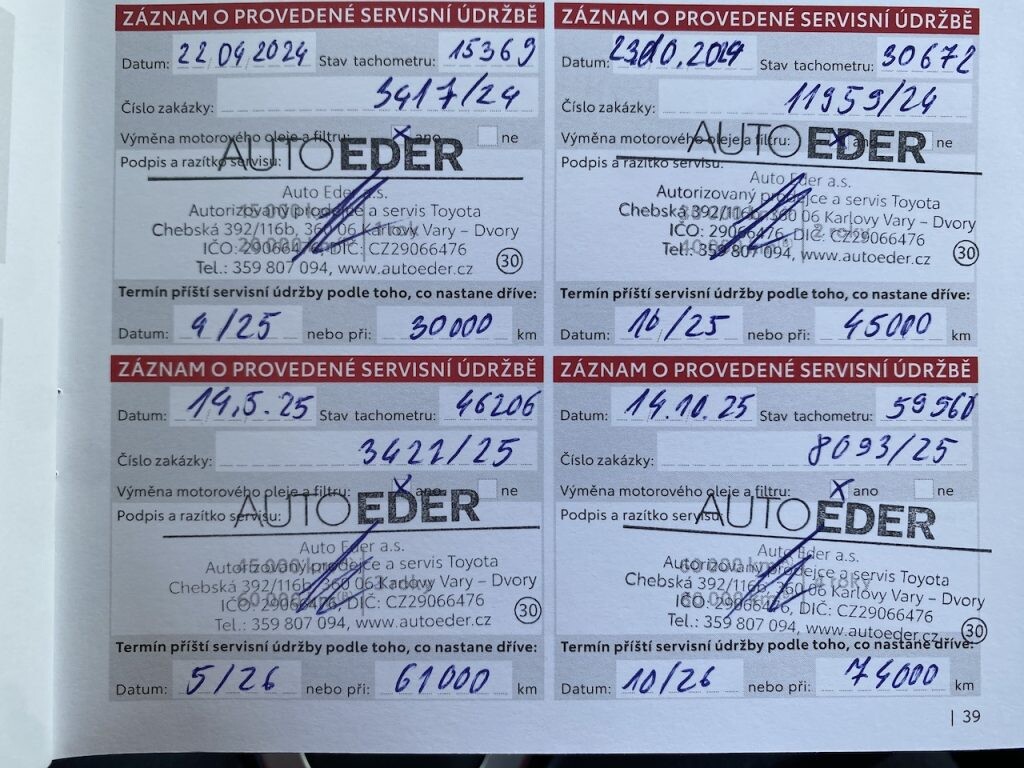 ZÁZNAM O PROVEDENÉ SERVISNÍ ÚDRŽBĚ
Datum: 22.04.2024 Stav tachometru: 15369
Číslo zakázky: 3417/24
Výměna motorového oleje a filtru: X ano ne
Podpis a razítko servisu:
AUTO EDER
Auto Eder a.s.
Autorizovaný prodejce a servis Toyota
Chebská 392/116b, 360 06 Karlovy Vary – Dvory
IČO: 29066476, DIČ: CZ29066476
Tel.: 359 807 094, www.autoeder.cz
30
Termín příští servisní údržby podle toho, co nastane dříve:
Datum: 4/25 nebo při: 30000 km
ZÁZNAM O PROVEDENÉ SERVISNÍ ÚDRŽBĚ
Datum: Stav tachometru: 30672
Číslo zakázky: 11959/24
Výměna motorového oleje a filtru: X ano ne
Podpis a razítko servisu:
AUTO EDER
Auto Eder a.s.
Autorizovaný prodejce a servis Toyota
Chebská 392/116b, 360 06 Karlovy Vary – Dvory
IČO: 29066476, DIČ: CZ29066476
Tel.: 359 807 094, www.autoeder.cz
30
Termín příští servisní údržby podle toho, co nastane dříve:
Datum: 10/25 nebo při: 45000 km
ZÁZNAM O PROVEDENÉ SERVISNÍ ÚDRŽBĚ
Datum: 14.5.25 Stav tachometru: 46206
Číslo zakázky: 3422/25
Výměna motorového oleje a filtru: X ano ne
Podpis a razítko servisu:
AUTO EDER
Auto Eder a.s.
Autorizovaný prodejce a servis Toyota
Chebská 392/116b, 360 06 Karlovy Vary – Dvory
IČO: 29066476, DIČ: CZ29066476
Tel.: 359 807 094, www.autoeder.cz
30
Termín příští servisní údržby podle toho, co nastane dříve:
Datum: 5/26 nebo při: 61000 km
ZÁZNAM O PROVEDENÉ SERVISNÍ ÚDRŽBĚ
Datum: 14.10.25 Stav tachometru:
Číslo zakázky: 8093/25
Výměna motorového oleje a filtru: X ano ne
Podpis a razítko servisu:
AUTO EDER
Auto Eder a.s.
Autorizovaný prodejce a servis Toyota
Chebská 392/116b, 360 06 Karlovy Vary – Dvory
IČO: 29066476, DIČ: CZ29066476
Tel.: 359 807 094, www.autoeder.cz
30
Termín příští servisní údržby podle toho, co nastane dříve:
Datum: 10/26 nebo při: 74000 km
| 39